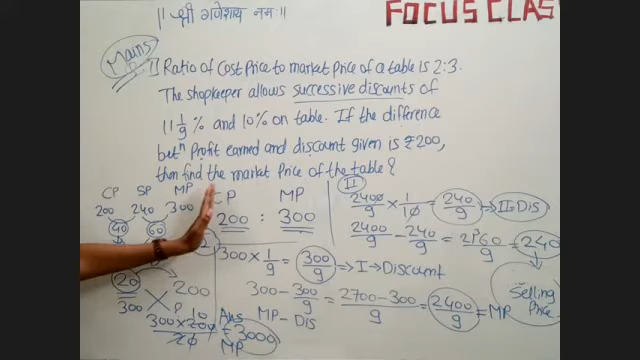 || श्री गणेशाय नमः ||
FOCUS CLAS
Mains
1] Ratio of Cost Price to market price of a table is 2:3.
The shopkeeper allows successive discounts of
11 1/9 % and 10% on table. If the difference
betⁿ Profit earned and discount given is ₹200,
then find the market price of the table?
CP SP MP
200 240 300
40 60
20 200
300 P
300 × 200 / 20 10
Ans
= 3000
MP
CP MP
200 : 300
300 × 1/9 = 300/9 => I → Discount
300 - 300/9 = 2700 - 300 / 9 = 2400/9 = MP
MP - Dis
II
2400/9 × 1/10 = 240/9 => II-Dis
2400/9 - 240/9 = 2160/9 = 240
Selling
Price